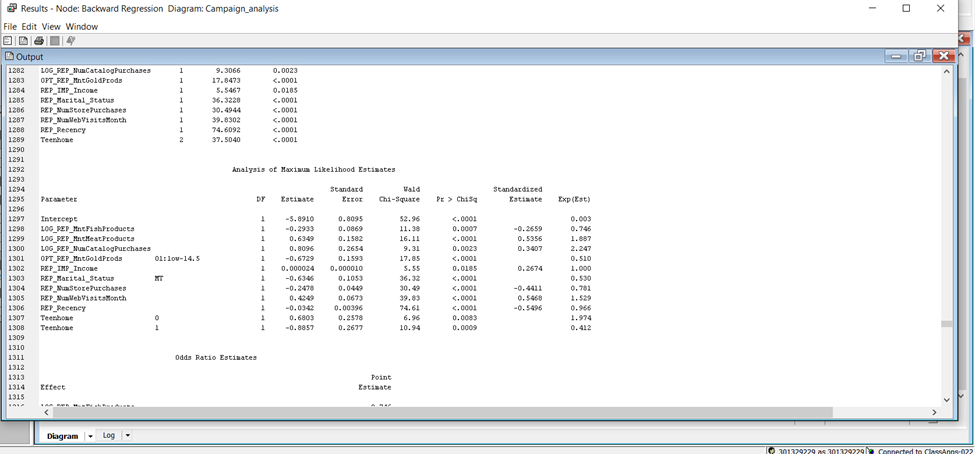 Results - Node: Backward Regression Diagram: Campaign_analysis
File Edit View Window
Output
1282 LOG_REP_NumCatalogPurchases 1 9.3066 0.0023
1283 OPT_REP_MntGoldProds 1 17.8473 <.0001
1284 REP_IMP_Income 1 5.5467 0.0185
1285 REP_Marital_Status 1 36.3228 <.0001
1286 REP_NumStorePurchases 1 30.4944 <.0001
1287 REP_NumWebVisitsMonth 1 39.8302 <.0001
1288 REP_Recency 1 74.6092 <.0001
1289 Teenhome 2 37.5040 <.0001
1290
1291
1292 Analysis of Maximum Likelihood Estimates
1293
1294 Standard Wald Standardized
1295 Parameter DF Estimate Error Chi-Square Pr > ChiSq Estimate Exp(Est)
1296
1297 Intercept 1 -5.8910 0.8095 52.96 <.0001 0.003
1298 LOG_REP_MntFishProducts 1 -0.2933 0.0869 11.38 0.0007 -0.2659 0.746
1299 LOG_REP_MntMeatProducts 1 0.6349 0.1582 16.11 <.0001 0.5356 1.887
1300 LOG_REP_NumCatalogPurchases 1 0.8096 0.2654 9.31 0.0023 0.3407 2.247
1301 OPT_REP_MntGoldProds 01:low-14.5 1 -0.6729 0.1593 17.85 <.0001 0.510
1302 REP_IMP_Income 1 0.000024 0.000010 5.55 0.0185 0.2674 1.000
1303 REP_Marital_Status MT 1 -0.6346 0.1053 36.32 <.0001 0.530
1304 REP_NumStorePurchases 1 -0.2478 0.0449 30.49 <.0001 -0.4411 0.781
1305 REP_NumWebVisitsMonth 1 0.4249 0.0673 39.83 <.0001 0.5468 1.529
1306 REP_Recency 1 -0.0342 0.00396 74.61 <.0001 -0.5496 0.966
1307 Teenhome 0 1 0.6803 0.2578 6.96 0.0083 1.974
1308 Teenhome 1 1 -0.8857 0.2677 10.94 0.0009 0.412
1309
1310
1311 Odds Ratio Estimates
1312
1313 Point
1314 Effect Estimate
1315
Diagram Log
301329229 as 301329229 Connected to ClassApps-022